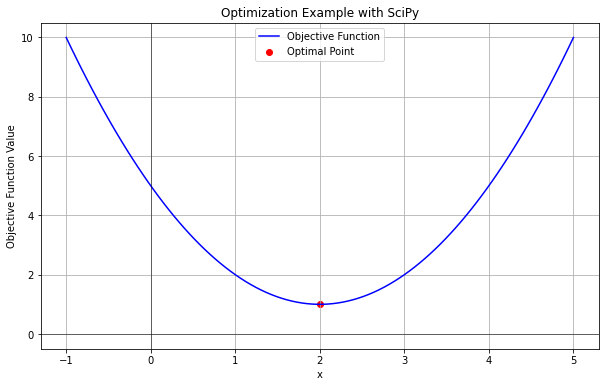 Optimization Example with SciPy
Objective Function
Optimal Point
Objective Function Value
10
8
6
4
2
0
−1 0 1 2 3 4 5
x